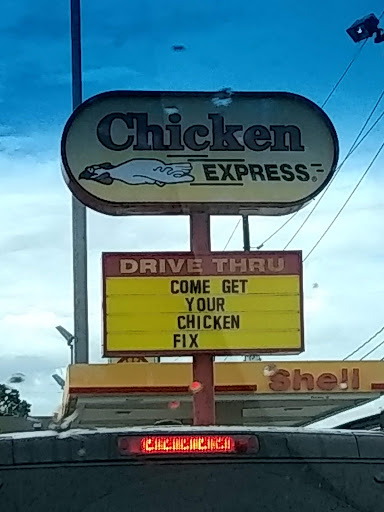 Chicken
EXPRESS®
DRIVE THRU
COME GET
YOUR
CHICKEN
FIX
Shell